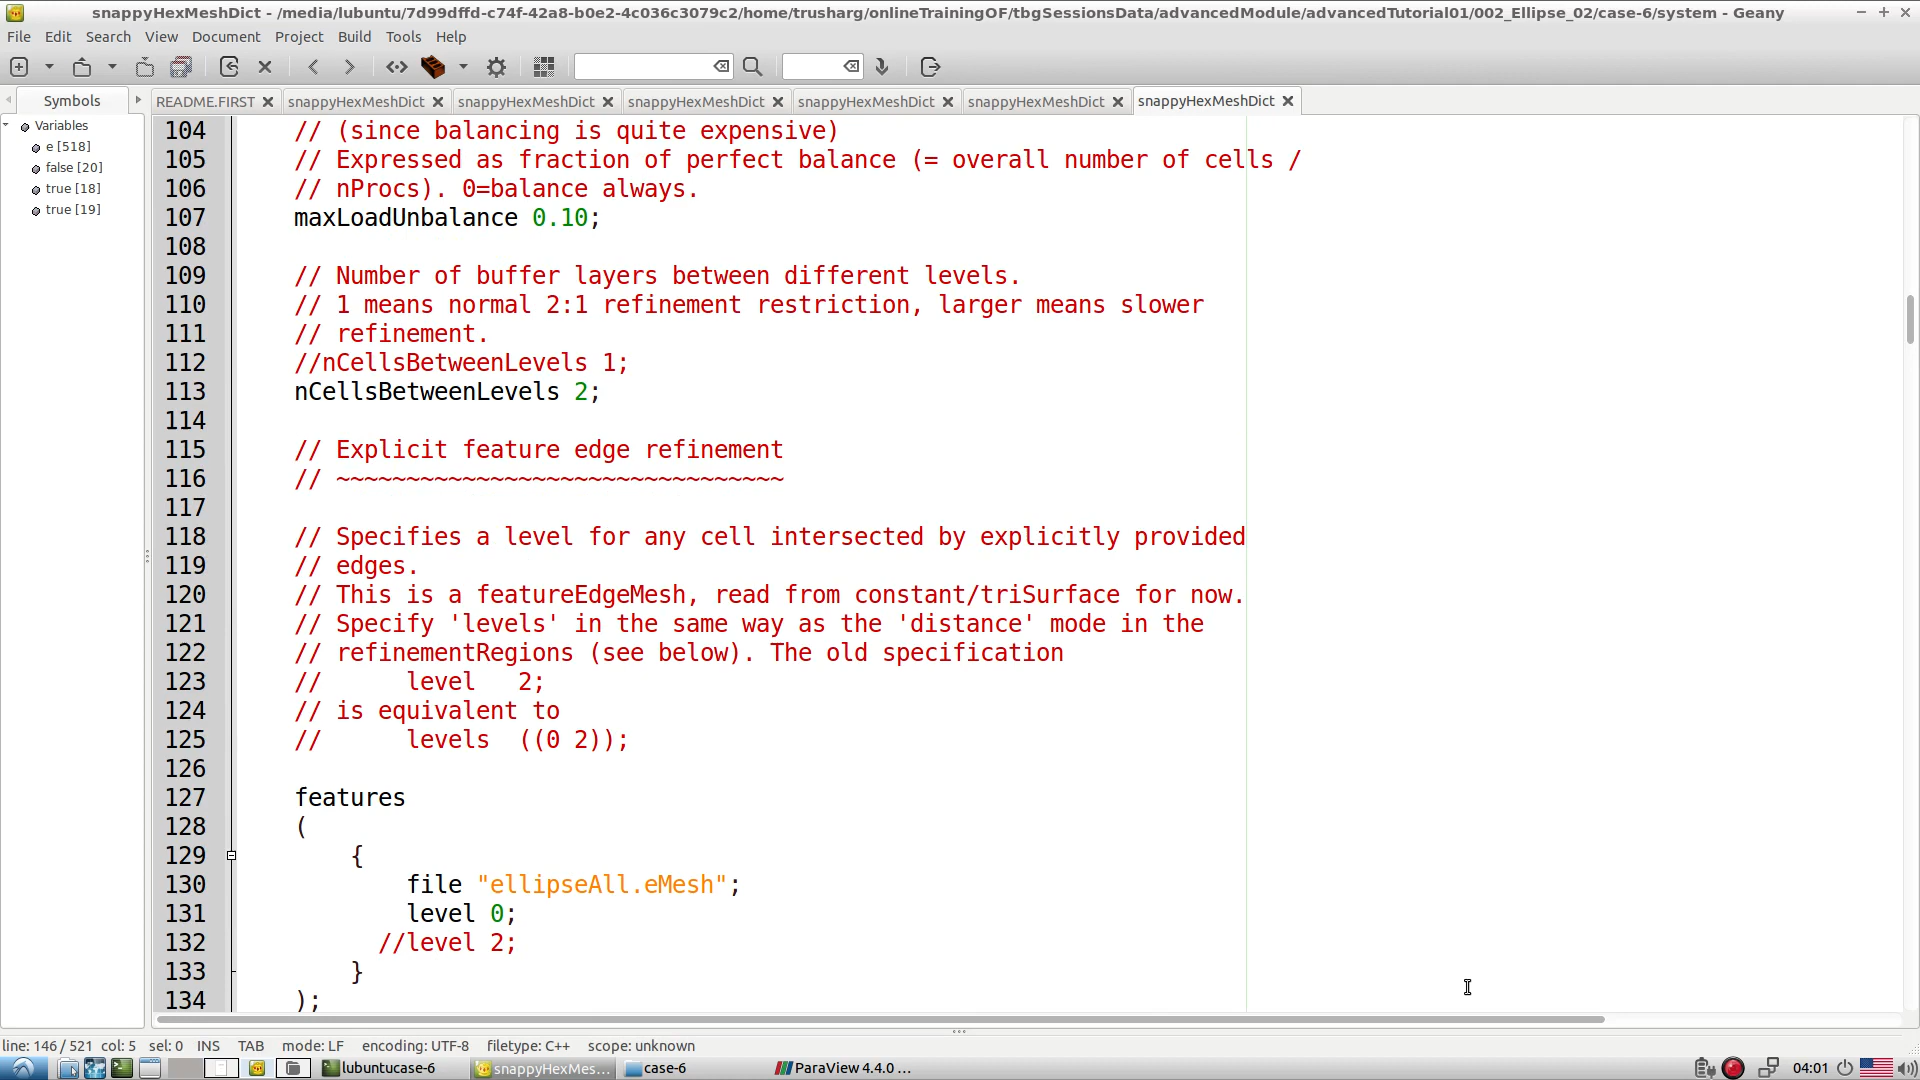 snappyHexMeshDict - /media/lubuntu/7d99dffd-c74f-42a8-b0e2-4c036c3079c2/home/trusharg/onlineTrainingOF/tbgSessionsData/advancedModule/advancedTutorial01/002_Ellipse_02/case-6/system - Geany
File Edit Search View Document Project Build Tools Help
Symbols README.FIRST snappyHexMeshDict snappyHexMeshDict snappyHexMeshDict snappyHexMeshDict snappyHexMeshDict snappyHexMeshDict
Variables
e [518]
false [20]
true [18]
true [19]
104 // (since balancing is quite expensive)
105 // Expressed as fraction of perfect balance (= overall number of cells /
106 // nProcs). 0=balance always.
107 maxLoadUnbalance 0.10;
108
109 // Number of buffer layers between different levels.
110 // 1 means normal 2:1 refinement restriction, larger means slower
111 // refinement.
112 //nCellsBetweenLevels 1;
113 nCellsBetweenLevels 2;
114
115 // Explicit feature edge refinement
116 // ~~~~~~~~~~~~~~~~~~~~~~~~~~~~~~~~
117
118 // Specifies a level for any cell intersected by explicitly provided
119 // edges.
120 // This is a featureEdgeMesh, read from constant/triSurface for now.
121 // Specify 'levels' in the same way as the 'distance' mode in the
122 // refinementRegions (see below). The old specification
123 // level 2;
124 // is equivalent to
125 // levels ((0 2));
126
127 features
128 (
129 {
130 file "ellipseAll.eMesh";
131 level 0;
132 //level 2;
133 }
134 );
line: 146 / 521 col: 5 sel: 0 INS TAB mode: LF encoding: UTF-8 filetype: C++ scope: unknown
lubuntucase-6 snappyHexMes... case-6 ParaView 4.4.0 ... 04:01